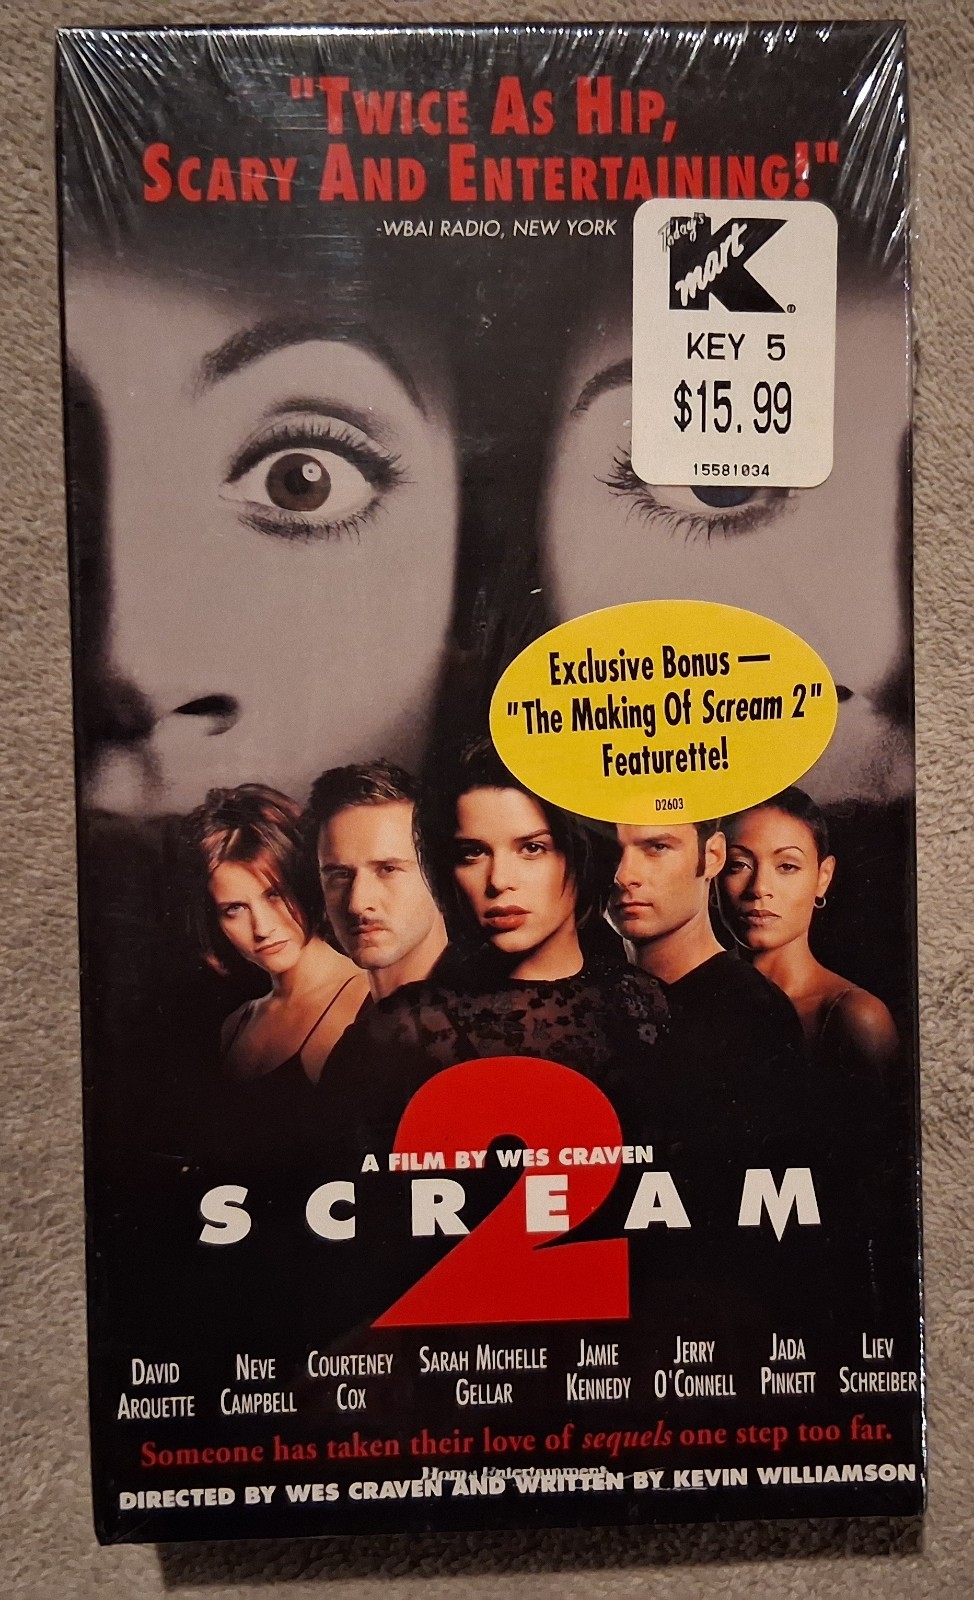 "TWICE AS HIP,
SCARY AND ENTERTAINING!"
-WBAI RADIO, NEW YORK
Today's
K mart
®
KEY 5
$15.99
15581034
Exclusive Bonus —
"The Making Of Scream 2"
Featurette!
D2603
A FILM BY WES CRAVEN
SCREAM
2
DAVID ARQUETTE NEVE CAMPBELL COURTENEY COX SARAH MICHELLE GELLAR JAMIE KENNEDY JERRY O'CONNELL JADA PINKETT LIEV SCHREIBER
Someone has taken their love of sequels one step too far.
Home Entertainment
DIRECTED BY WES CRAVEN AND WRITTEN BY KEVIN WILLIAMSON